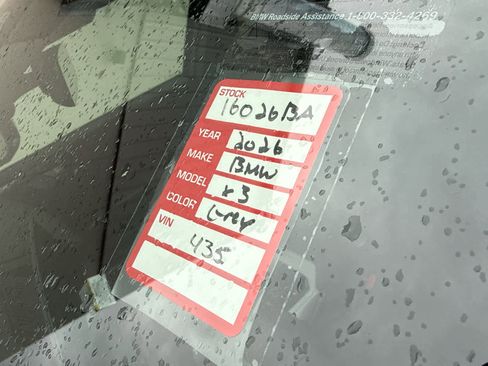 BMW Roadside Assistance 1-800-332-4269
STOCK
16026BA
YEAR 2026
MAKE BMW
MODEL x3
COLOR Grey
VIN
435